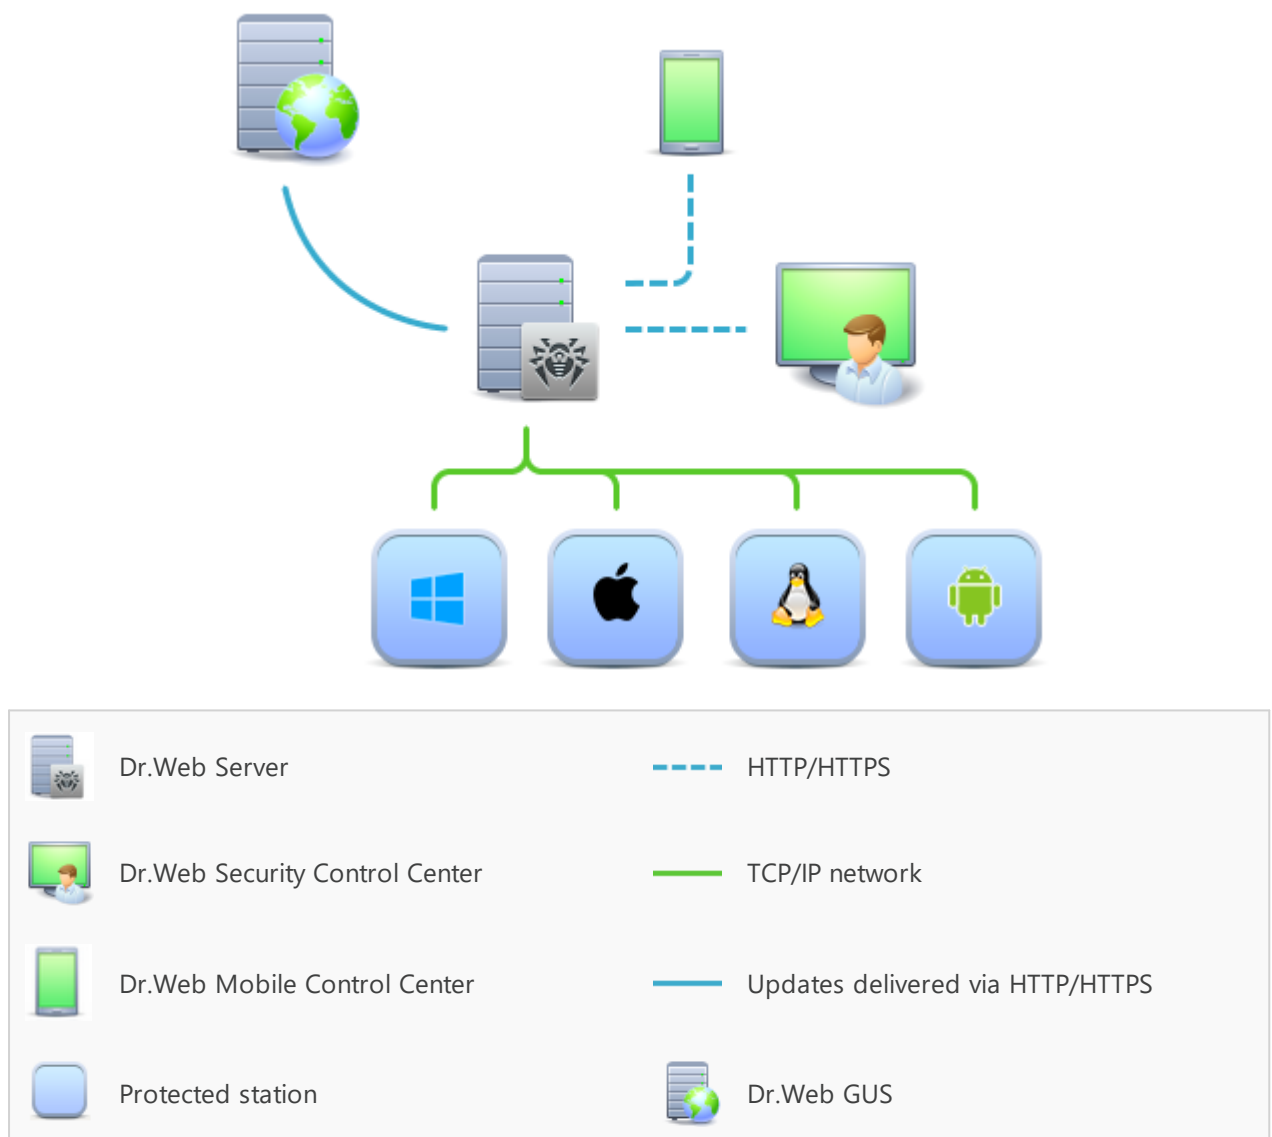 Dr.Web Server
HTTP/HTTPS
Dr.Web Security Control Center
TCP/IP network
Dr.Web Mobile Control Center
Updates delivered via HTTP/HTTPS
Protected station
Dr.Web GUS